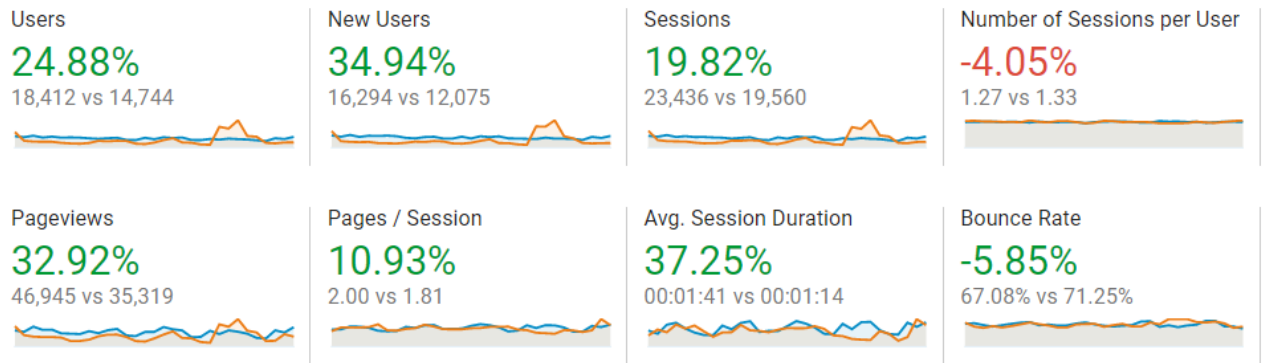 Users
24.88%
18,412 vs 14,744
New Users
34.94%
16,294 vs 12,075
Sessions
19.82%
23,436 vs 19,560
Number of Sessions per User
-4.05%
1.27 vs 1.33
Pageviews
32.92%
46,945 vs 35,319
Pages / Session
10.93%
2.00 vs 1.81
Avg. Session Duration
37.25%
00:01:41 vs 00:01:14
Bounce Rate
-5.85%
67.08% vs 71.25%